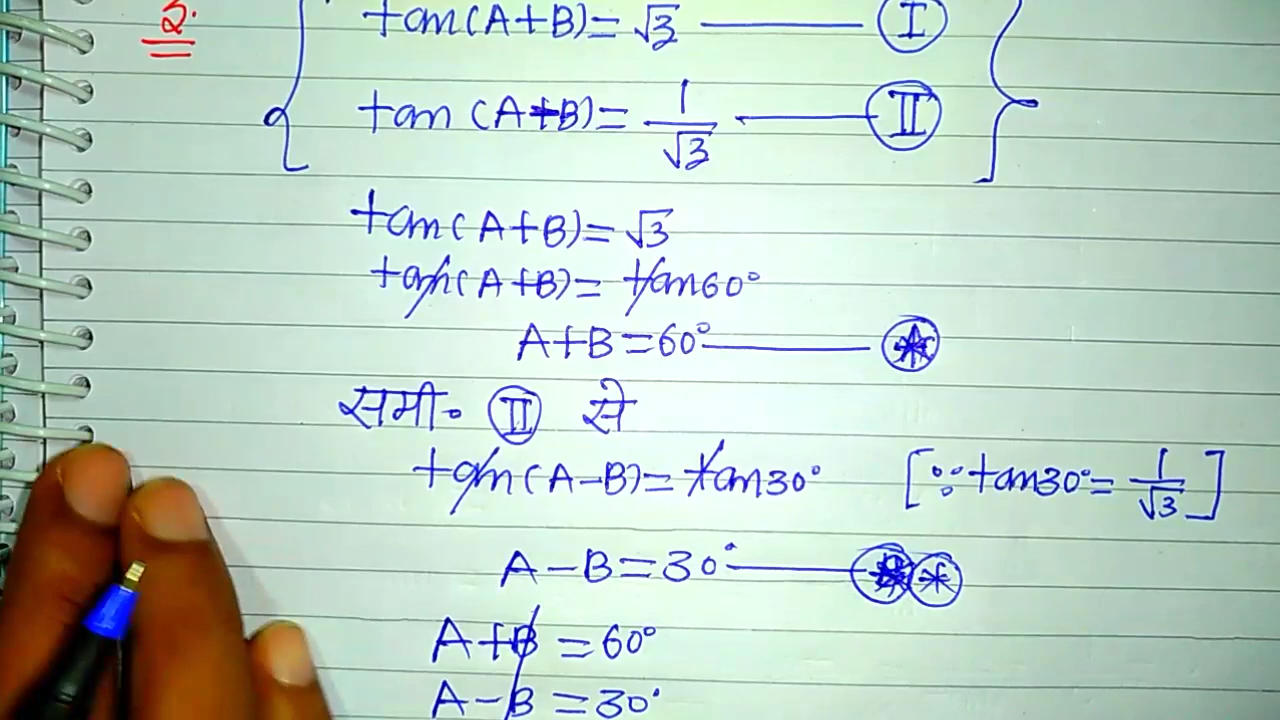 2.
tan(A+B)=√3 — I
tan (A-B)= 1/√3 — II
tan(A+B)=√3
tan(A+B)= tan60°
A+B=60° — *
समी॰ II से
tan(A-B)= tan30° [∵tan30°= 1/√3]
A-B=30° — **
A+B =60°
A-B =30°